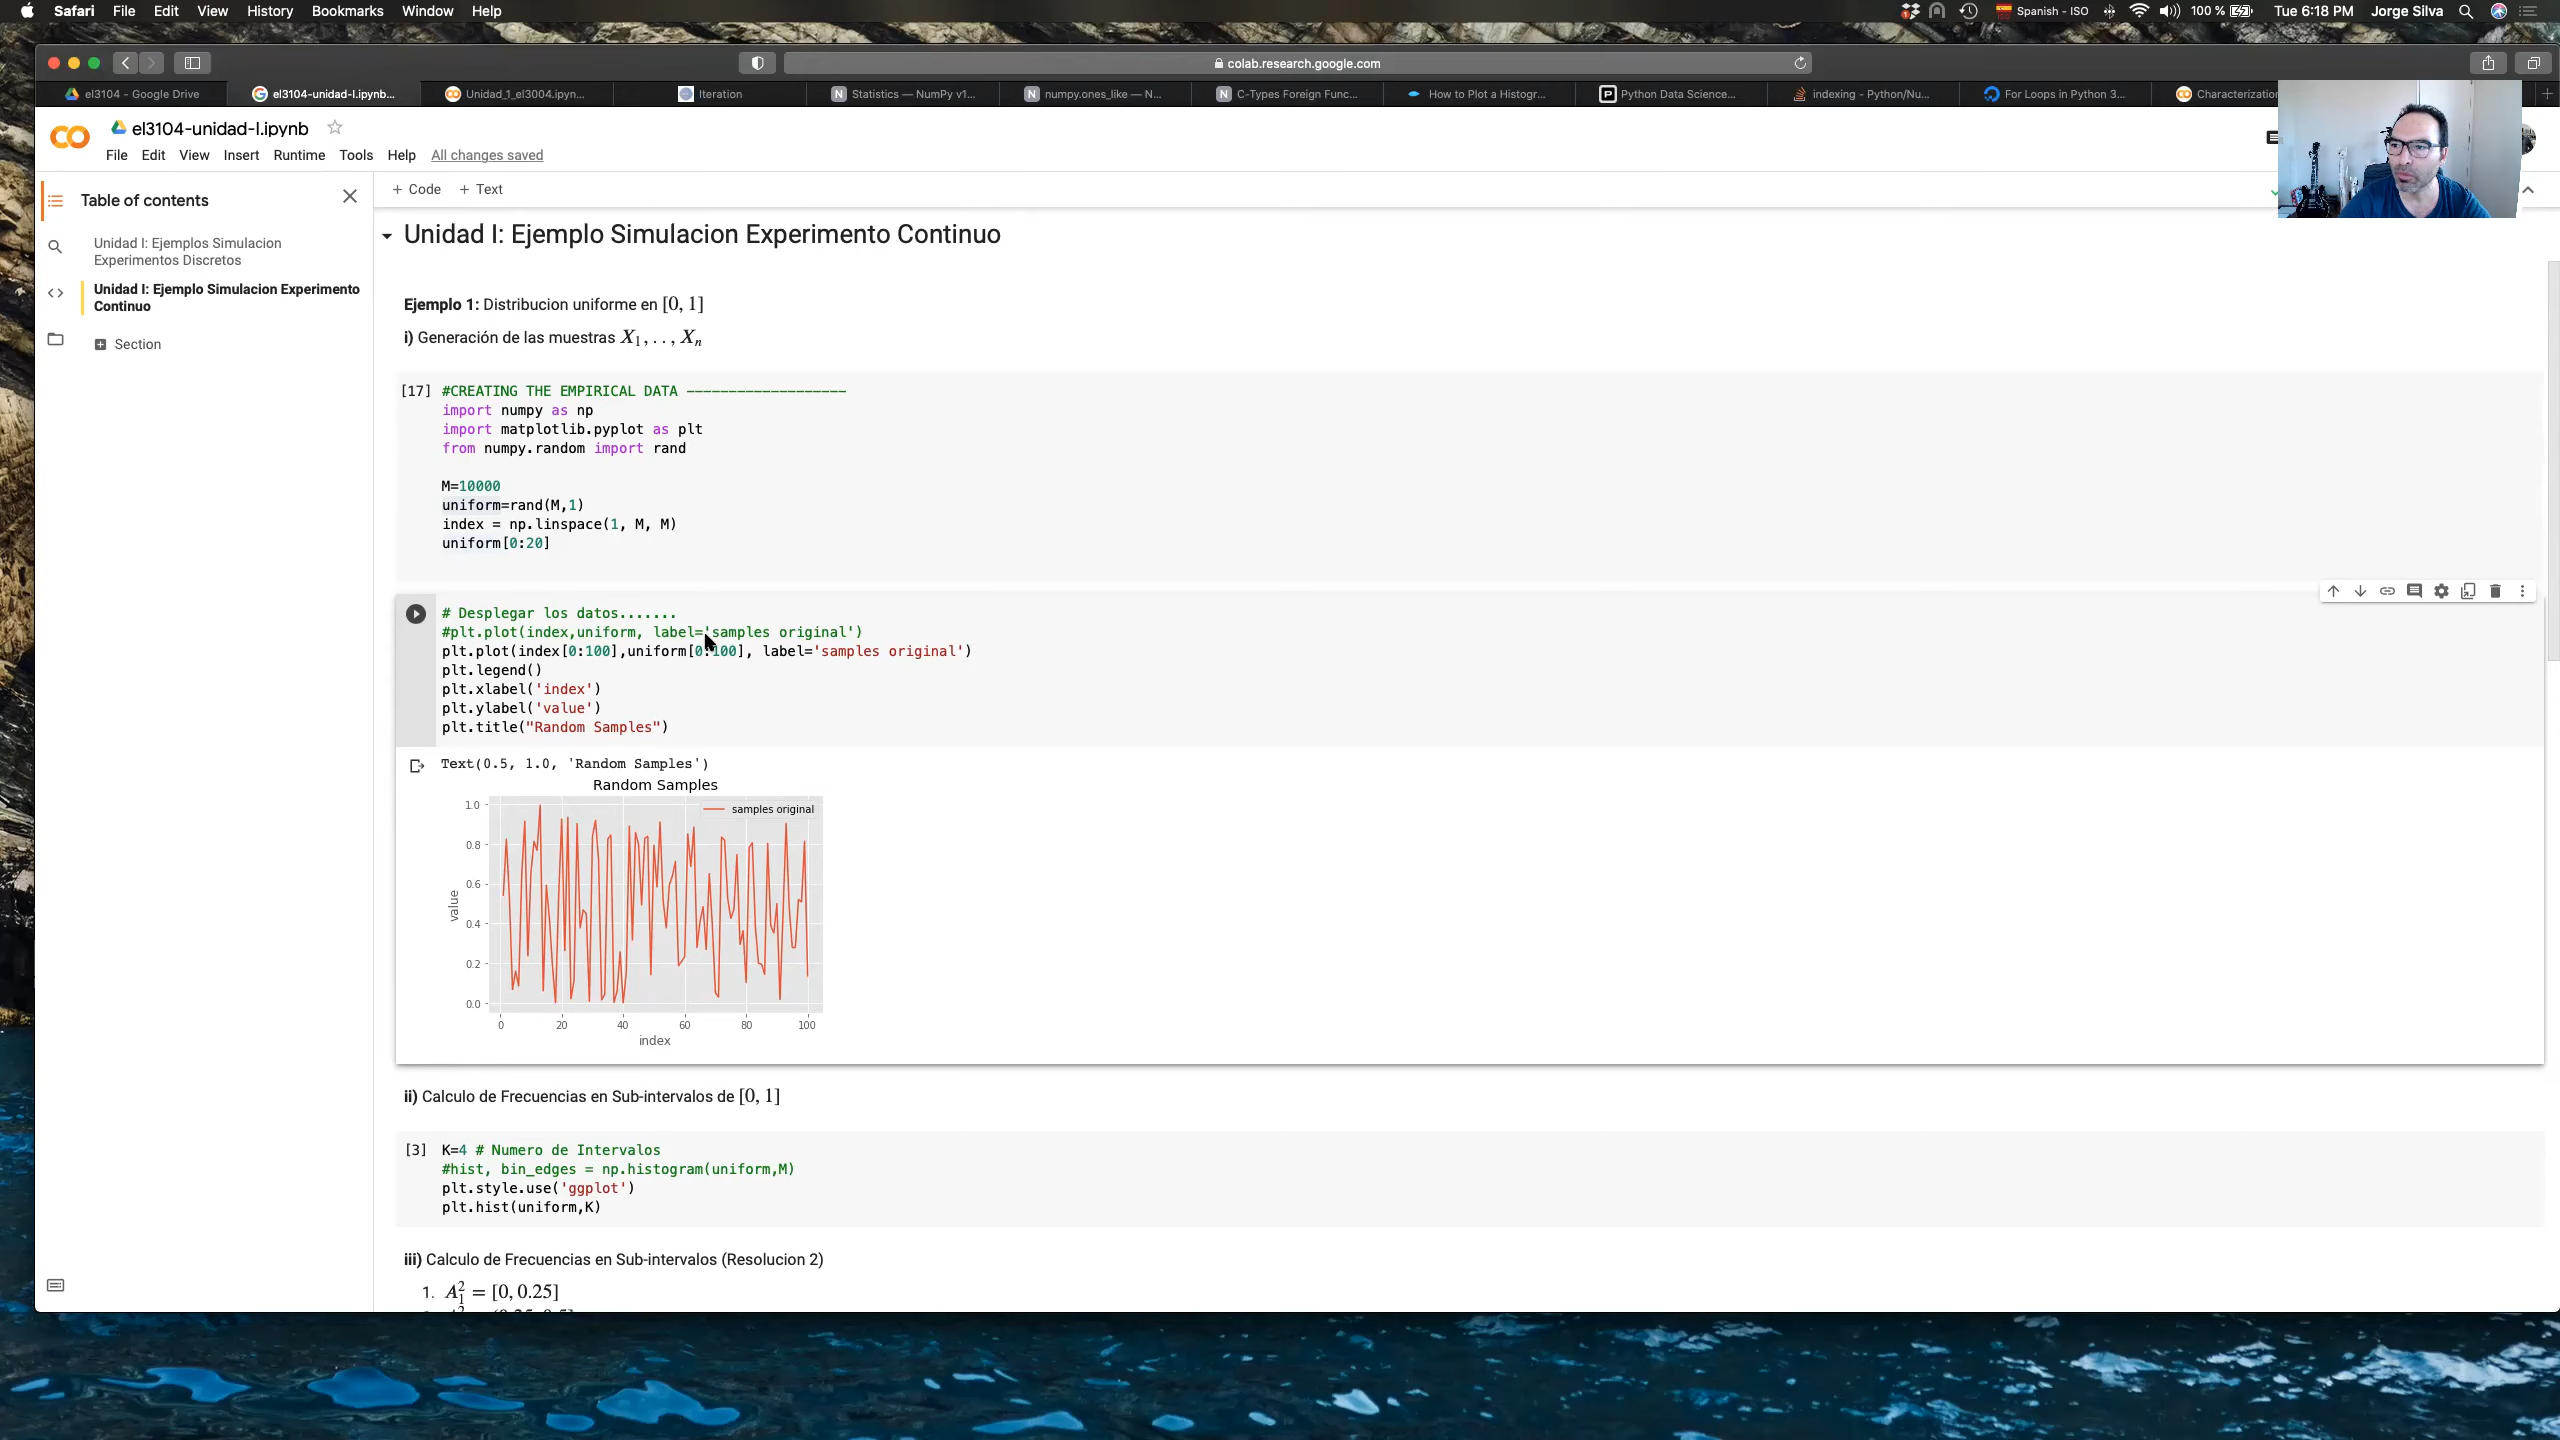 Safari File Edit View History Bookmarks Window Help
Spanish - ISO 100 % Tue 6:18 PM Jorge Silva
colab.research.google.com
el3104 - Google Drive
el3104-unidad-I.ipynb...
Unidad_1_el3004.ipyn...
Iteration
Statistics — NumPy v1...
numpy.ones_like — N...
C-Types Foreign Func...
How to Plot a Histogr...
Python Data Science...
indexing - Python/Nu...
For Loops in Python 3...
Characterization
el3104-unidad-I.ipynb
File Edit View Insert Runtime Tools Help All changes saved
Table of contents
Unidad I: Ejemplos Simulacion
Experimentos Discretos
Unidad I: Ejemplo Simulacion Experimento
Continuo
Section
+ Code + Text
Unidad I: Ejemplo Simulacion Experimento Continuo
Ejemplo 1: Distribucion uniforme en [0, 1]
i) Generación de las muestras X₁, . . , Xₙ
[17] #CREATING THE EMPIRICAL DATA -------------------
import numpy as np
import matplotlib.pyplot as plt
from numpy.random import rand
M=10000
uniform=rand(M,1)
index = np.linspace(1, M, M)
uniform[0:20]
# Desplegar los datos.......
#plt.plot(index,uniform, label='samples original')
plt.plot(index[0:100],uniform[0:100], label='samples original')
plt.legend()
plt.xlabel('index')
plt.ylabel('value')
plt.title("Random Samples")
Text(0.5, 1.0, 'Random Samples')
Random Samples
samples original
1.0
0.8
0.6
0.4
0.2
0.0
value
0 20 40 60 80 100
index
ii) Calculo de Frecuencias en Sub-intervalos de [0, 1]
[3] K=4 # Numero de Intervalos
#hist, bin_edges = np.histogram(uniform,M)
plt.style.use('ggplot')
plt.hist(uniform,K)
iii) Calculo de Frecuencias en Sub-intervalos (Resolucion 2)
1. A₁² = [0, 0.25]